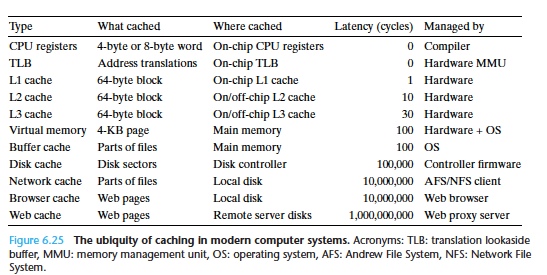 Type What cached Where cached Latency (cycles) Managed by
CPU registers 4-byte or 8-byte word On-chip CPU registers 0 Compiler
TLB Address translations On-chip TLB 0 Hardware MMU
L1 cache 64-byte block On-chip L1 cache 1 Hardware
L2 cache 64-byte block On/off-chip L2 cache 10 Hardware
L3 cache 64-byte block On/off-chip L3 cache 30 Hardware
Virtual memory 4-KB page Main memory 100 Hardware + OS
Buffer cache Parts of files Main memory 100 OS
Disk cache Disk sectors Disk controller 100,000 Controller firmware
Network cache Parts of files Local disk 10,000,000 AFS/NFS client
Browser cache Web pages Local disk 10,000,000 Web browser
Web cache Web pages Remote server disks 1,000,000,000 Web proxy server
Figure 6.25 The ubiquity of caching in modern computer systems. Acronyms: TLB: translation lookaside
buffer, MMU: memory management unit, OS: operating system, AFS: Andrew File System, NFS: Network File
System.